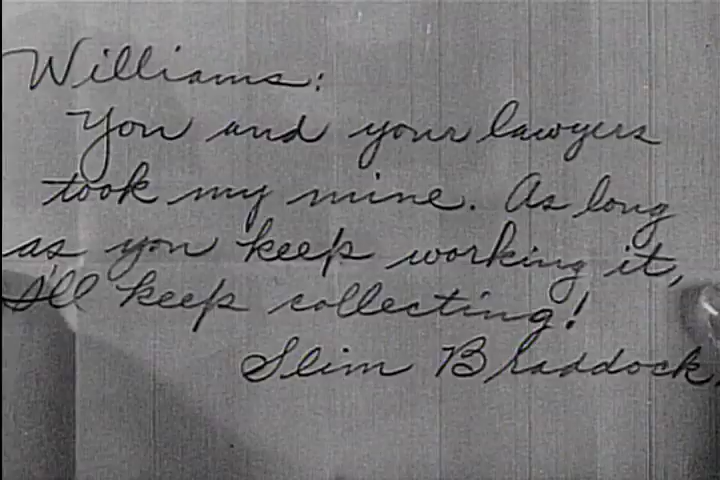 Williams:
You and your lawyers
took my mine. As long
as you keep working it,
I'll keep collecting!
Slim Braddock.